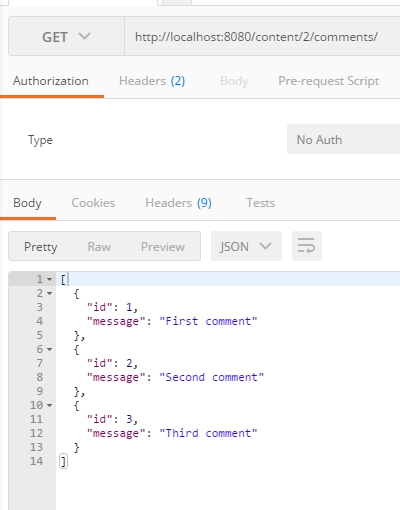 GET http://localhost:8080/content/2/comments/
Authorization Headers (2) Body Pre-request Script
Type No Auth
Body Cookies Headers (9) Tests
Pretty Raw Preview JSON
1 [
2 {
3 "id": 1,
4 "message": "First comment"
5 },
6 {
7 "id": 2,
8 "message": "Second comment"
9 },
10 {
11 "id": 3,
12 "message": "Third comment"
13 }
14 ]